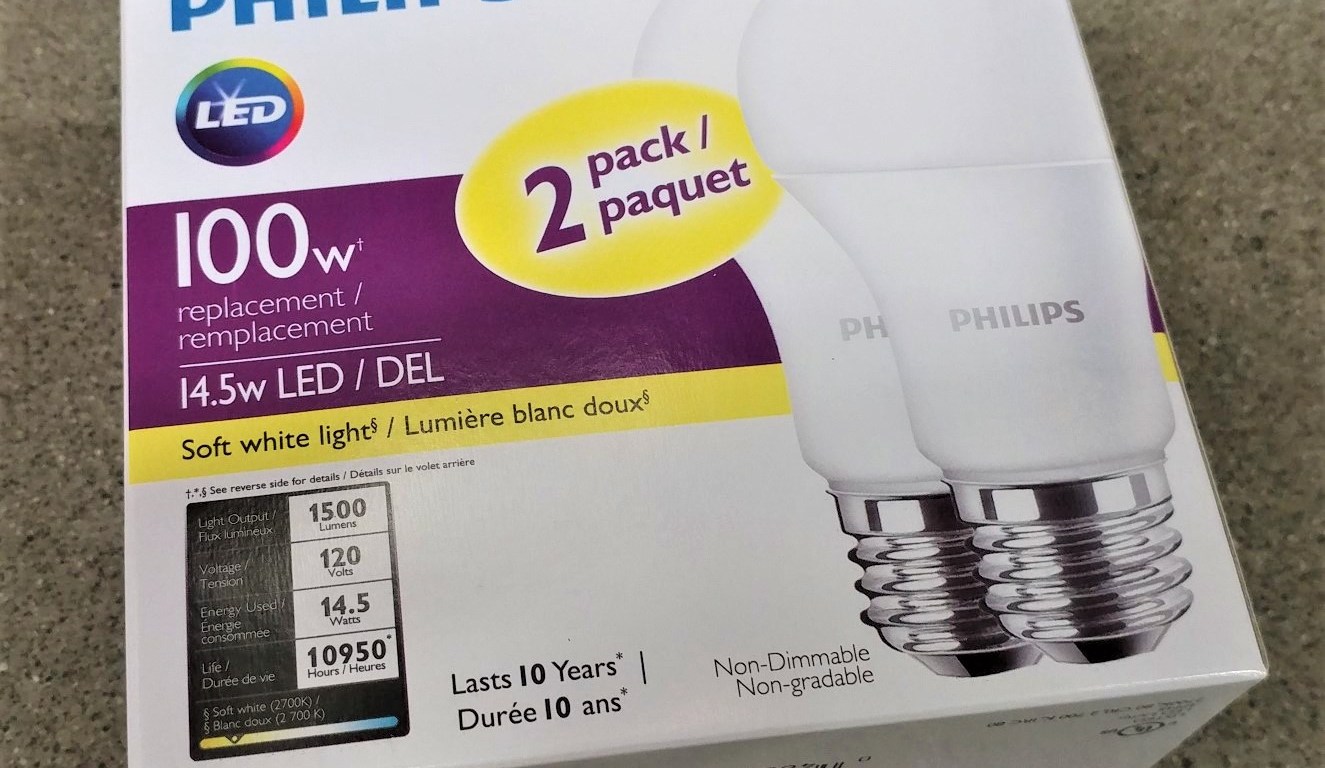 PHILIPS
LED
2 pack /
paquet
100w†
replacement /
remplacement
14.5w LED / DEL
Soft white light§ / Lumière blanc doux§
†,*,§ See reverse side for details / Détails sur le volet arrière
Light Output /
Flux lumineux
1500
Lumens
Voltage /
Tension
120
Volts
Energy Used /
Énergie
consommée
14.5
Watts
Life /
Durée de vie
10950*
Hours / Heures
§ Soft white (2700K) /
§ Blanc doux (2 700 K)
Lasts 10 Years* |
Durée 10 ans*
Non-Dimmable
Non-gradable
PH
PHILIPS